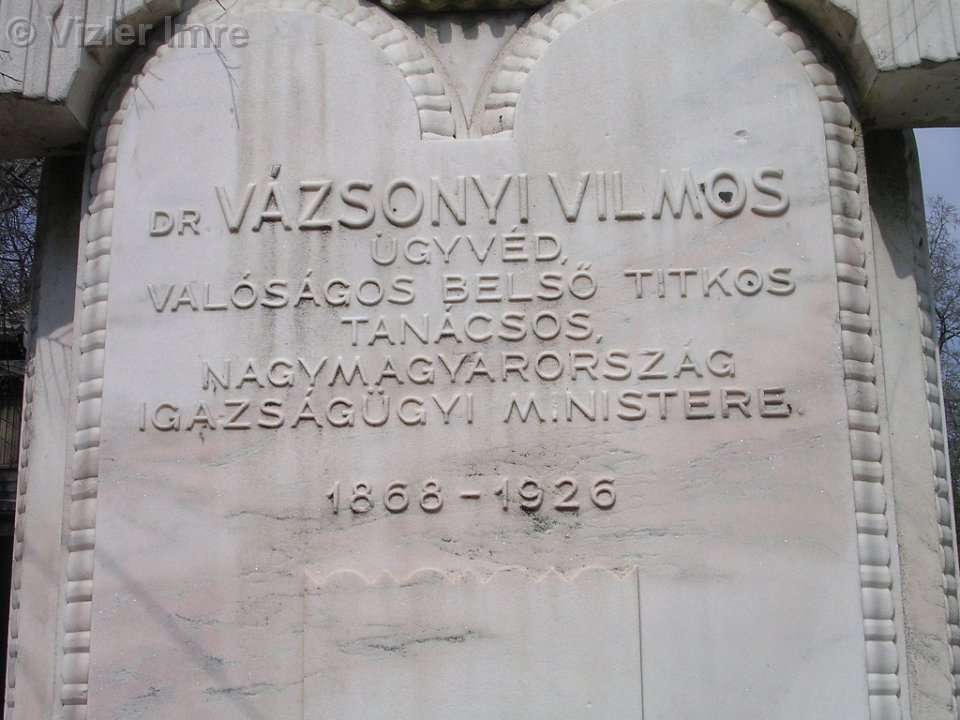 © Vizler Imre
DR. VÁZSONYI VILMOS
ÜGYVÉD,
VALÓSÁGOS BELSŐ TITKOS
TANÁCSOS,
NAGYMAGYARORSZÁG
IGAZSÁGÜGYI MINISTERE.
1868-1926